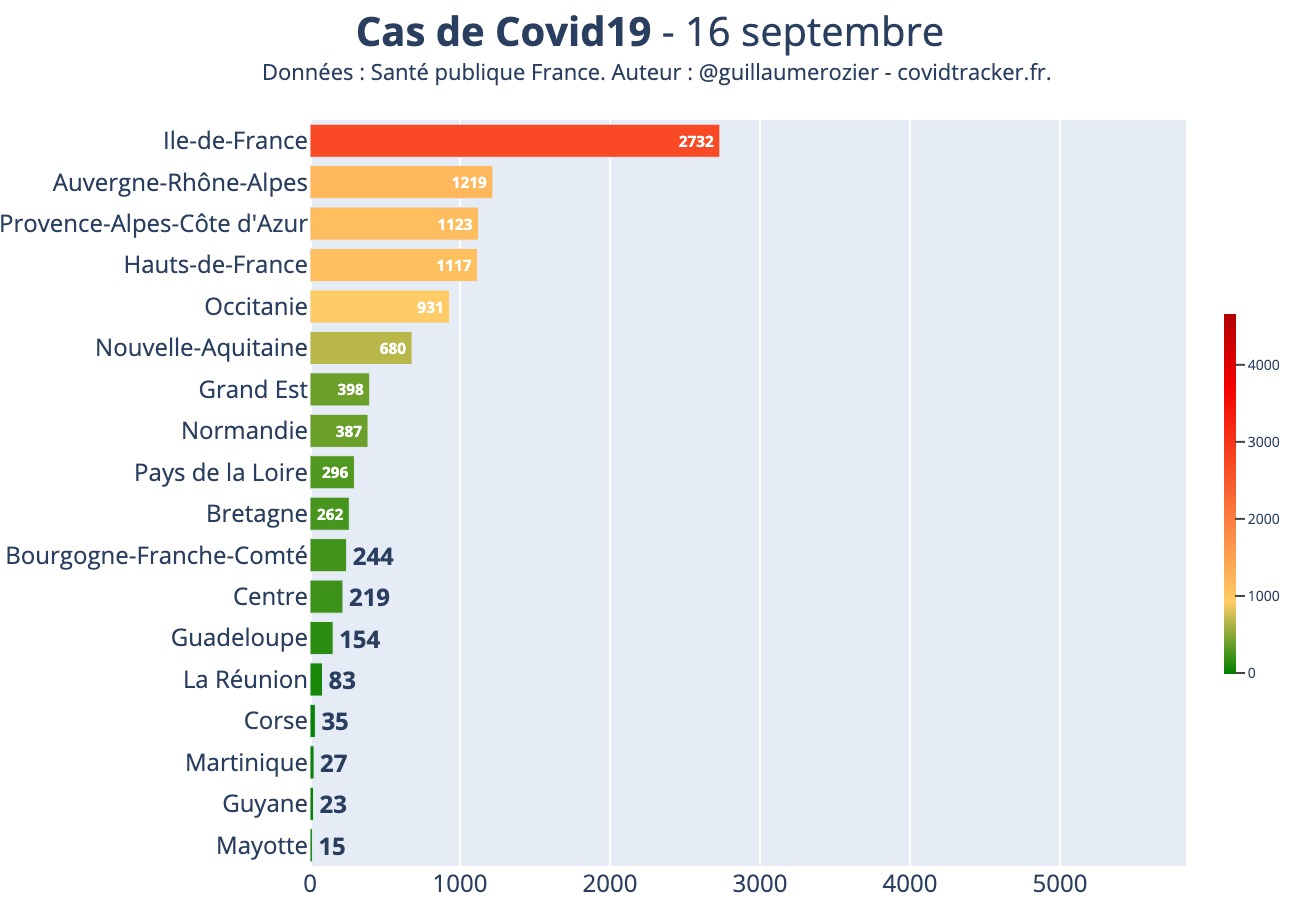 Cas de Covid19 - 16 septembre
Données : Santé publique France. Auteur : @guillaumerozier - covidtracker.fr.
Ile-de-France 2732
Auvergne-Rhône-Alpes 1219
Provence-Alpes-Côte d'Azur 1123
Hauts-de-France 1117
Occitanie 931
Nouvelle-Aquitaine 680
Grand Est 398
Normandie 387
Pays de la Loire 296
Bretagne 262
Bourgogne-Franche-Comté 244
Centre 219
Guadeloupe 154
La Réunion 83
Corse 35
Martinique 27
Guyane 23
Mayotte 15
0 1000 2000 3000 4000 5000
4000
3000
2000
1000
0